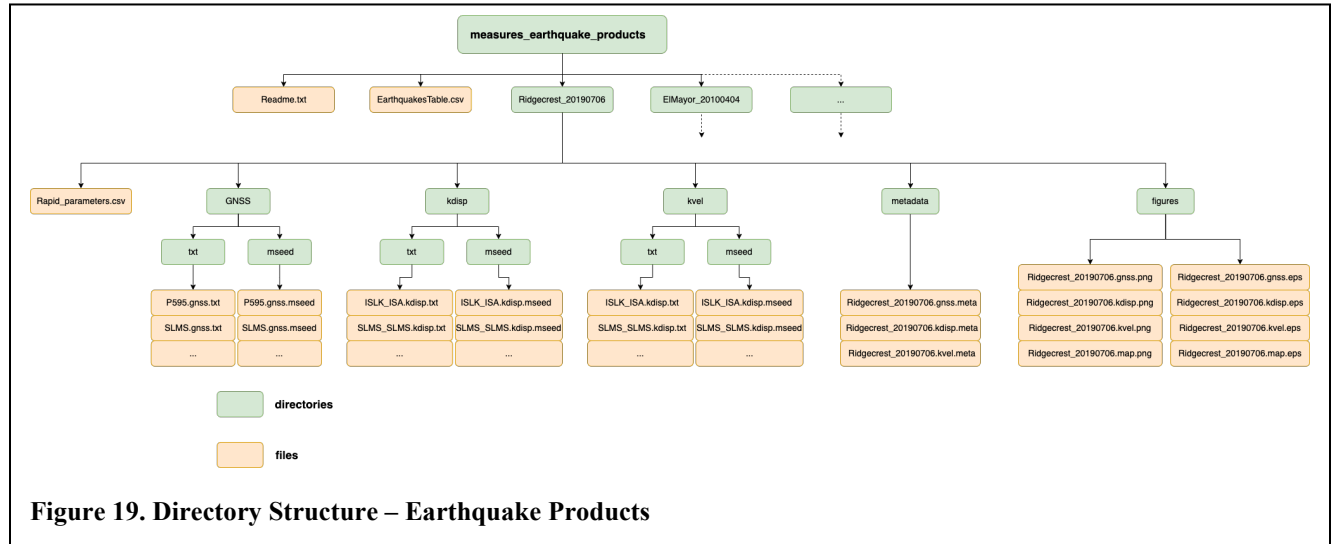 measures_earthquake_products
Readme.txt
EarthquakesTable.csv
Ridgecrest_20190706
ElMayor_20100404
...
Rapid_parameters.csv
GNSS
kdisp
kvel
metadata
figures
txt
mseed
txt
mseed
txt
mseed
P595.gnss.txt
SLMS.gnss.txt
...
P595.gnss.mseed
SLMS.gnss.mseed
...
ISLK_ISA.kdisp.txt
SLMS_SLMS.kdisp.txt
...
ISLK_ISA.kdisp.mseed
SLMS_SLMS.kdisp.mseed
...
ISLK_ISA.kdisp.txt
SLMS_SLMS.kdisp.txt
...
ISLK_ISA.kdisp.mseed
SLMS_SLMS.kdisp.mseed
...
Ridgecrest_20190706.gnss.meta
Ridgecrest_20190706.kdisp.meta
Ridgecrest_20190706.kvel.meta
Ridgecrest_20190706.gnss.png
Ridgecrest_20190706.kdisp.png
Ridgecrest_20190706.kvel.png
Ridgecrest_20190706.map.png
Ridgecrest_20190706.gnss.eps
Ridgecrest_20190706.kdisp.eps
Ridgecrest_20190706.kvel.eps
Ridgecrest_20190706.map.eps
directories
files
Figure 19. Directory Structure – Earthquake Products